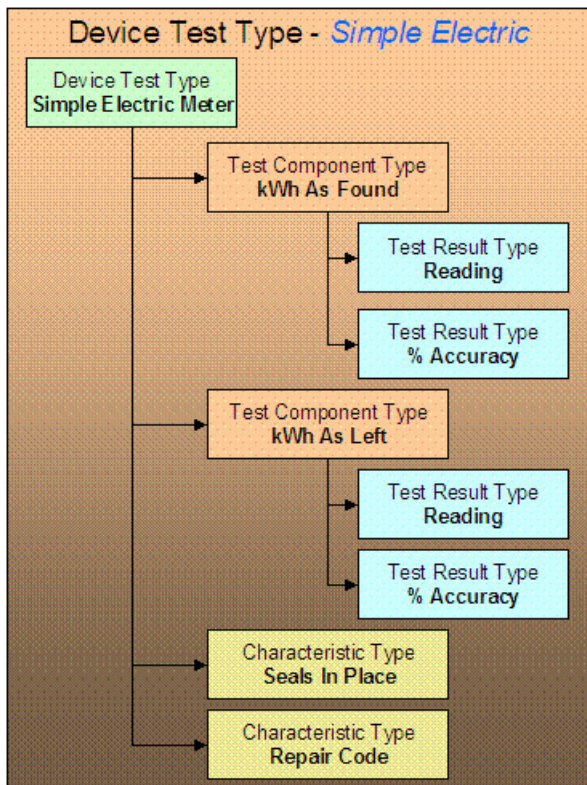 Device Test Type - Simple Electric
Device Test Type
Simple Electric Meter
Test Component Type
kWh As Found
Test Result Type
Reading
Test Result Type
% Accuracy
Test Component Type
kWh As Left
Test Result Type
Reading
Test Result Type
% Accuracy
Characteristic Type
Seals In Place
Characteristic Type
Repair Code